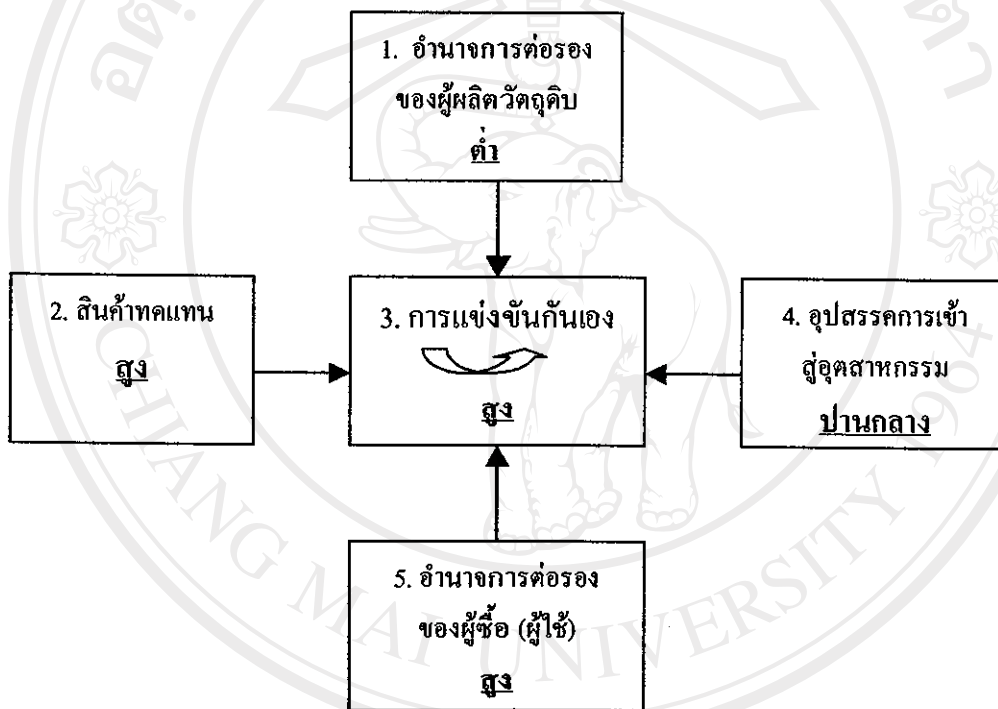 1. อำนาจการต่อรอง
ของผู้ผลิตวัตถุดิบ
ต่ำ
2. สินค้าทดแทน
สูง
3. การแข่งขันกันเอง
สูง
4. อุปสรรคการเข้า
สู่อุตสาหกรรม
ปานกลาง
5. อำนาจการต่อรอง
ของผู้ซื้อ (ผู้ใช้)
สูง
CHIANG MAI UNIVERSITY 1964